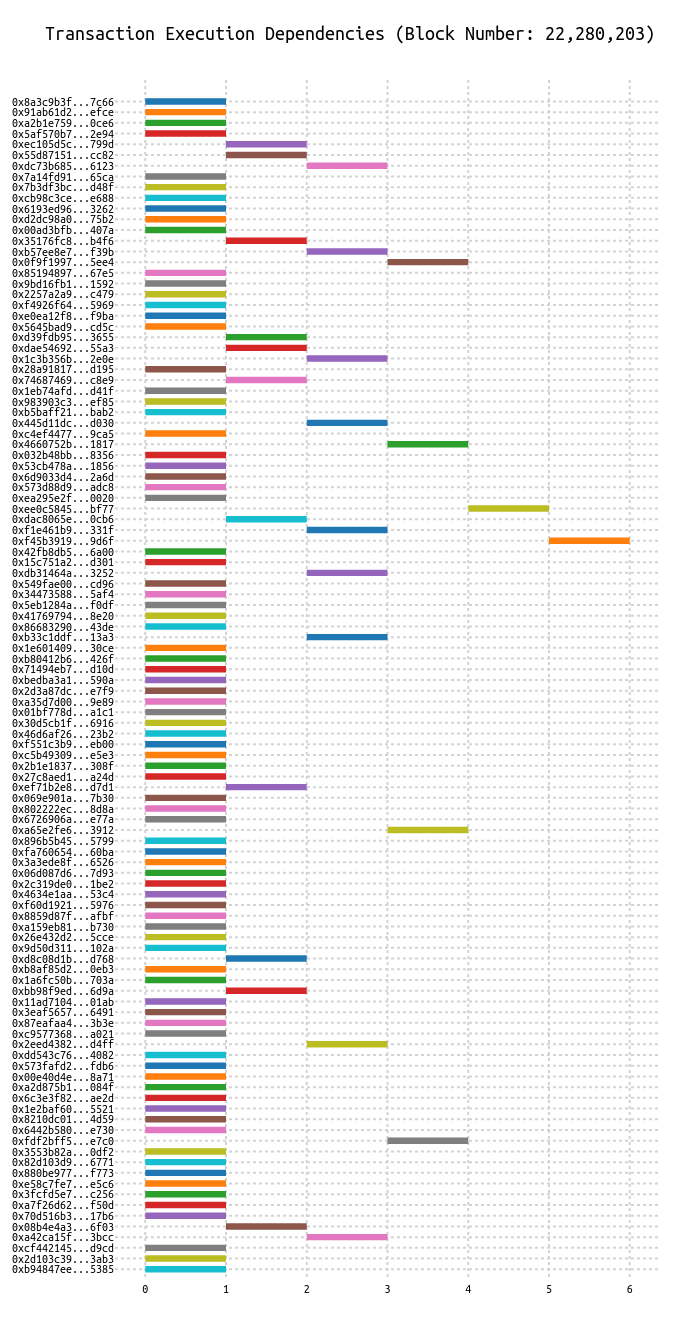 Transaction Execution Dependencies (Block Number: 22,280,203)
0x8a3c9b3f...7c66
0x91ab61d2...efce
0xa2b1e759...0ce6
0x5af570b7...2e94
0xec105d5c...799d
0x55d87151...cc82
0xdc73b685...6123
0x7a14fd91...65ca
0x7b3df3bc...d48f
0xcb98c3ce...e688
0x6193ed96...3262
0xd2dc98a0...75b2
0x00ad3bfb...407a
0x35176fc8...b4f6
0xb57ee8e7...f39b
0x0f9f1997...5ee4
0x85194897...67e5
0x9bd16fb1...1592
0x2257a2a9...c479
0xf4926f64...5969
0xe0ea12f8...f9ba
0x5645bad9...cd5c
0xd39fdb95...3655
0xdae54692...55a3
0x1c3b356b...2e0e
0x28a91817...d195
0x74687469...c8e9
0x1eb74afd...d41f
0x983903c3...ef85
0xb5baff21...bab2
0x445d11dc...d030
0xc4ef4477...9ca5
0x4660752b...1817
0x032b48bb...8356
0x53cb478a...1856
0x6d9033d4...2a6d
0x573d88d9...adc8
0xea295e2f...0020
0xee0c5845...bf77
0xdac8065e...0cb6
0xf1e461b9...331f
0xf45b3919...9d6f
0x42fb8db5...6a00
0x15c751a2...d301
0xdb31464a...3252
0x549fae00...cd96
0x34473588...5af4
0x5eb1284a...f0df
0x41769794...8e20
0x86683290...43de
0xb33c1ddf...13a3
0x1e601409...30ce
0xb80412b6...426f
0x71494eb7...d10d
0xbedba3a1...590a
0x2d3a87dc...e7f9
0xa35d7d00...9e89
0x01bf778d...a1c1
0x30d5cb1f...6916
0x46d6af26...23b2
0xf551c3b9...eb00
0xc5b49309...e5e3
0x2b1e1837...308f
0x27c8aed1...a24d
0xef71b2e8...d7d1
0x069e901a...7b30
0x802222ec...8d8a
0x6726906a...e77a
0xa65e2fe6...3912
0x896b5b45...5799
0xfa760654...60ba
0x3a3ede8f...6526
0x06d087d6...7d93
0x2c319de0...1be2
0x4634e1aa...53c4
0xf60d1921...5976
0x8859d87f...afbf
0xa159eb81...b730
0x26e432d2...5cce
0x9d50d311...102a
0xd8c08d1b...d768
0xb8af85d2...0eb3
0x1a6fc50b...703a
0xbb98f9ed...6d9a
0x11ad7104...01ab
0x3eaf5657...6491
0x87eafaa4...3b3e
0xc9577368...a021
0x2eed4382...d4ff
0xdd543c76...4082
0x573fafd2...fdb6
0x00e40d4e...8a71
0xa2d875b1...084f
0x6c3e3f82...ae2d
0x1e2baf60...5521
0x8210dc01...4d59
0x6442b580...e730
0xfdf2bff5...e7c0
0x3553b82a...0df2
0x82d103d9...6771
0x880be977...f773
0xe58c7fe7...e5c6
0x3fcfd5e7...c256
0xa7f26d62...f50d
0x70d516b3...17b6
0x08b4e4a3...6f03
0xa42ca15f...3bcc
0xcf442145...d9cd
0x2d103c39...3ab3
0xb94847ee...5385
0 1 2 3 4 5 6